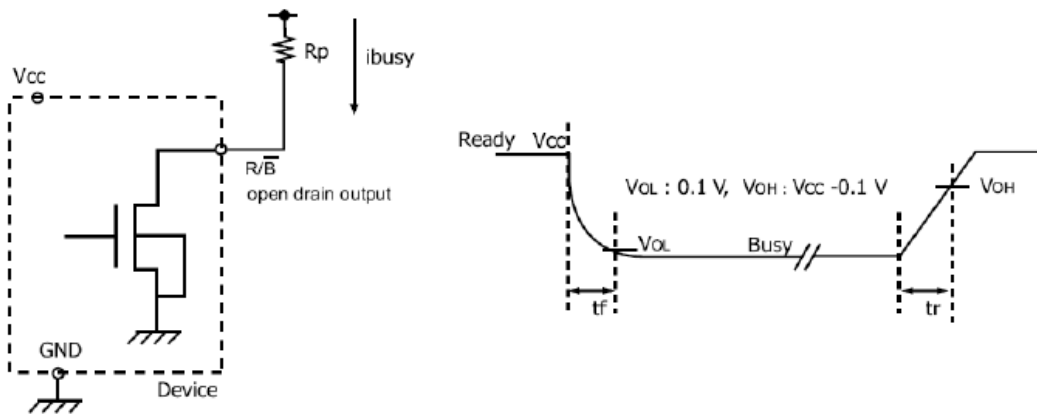 Rp
ibusy
Vcc
R/B̅
open drain output
GND
Device
Ready Vcc
VOL : 0.1 V, VOH : VCC -0.1 V
VOH
VOL
Busy
tf
tr